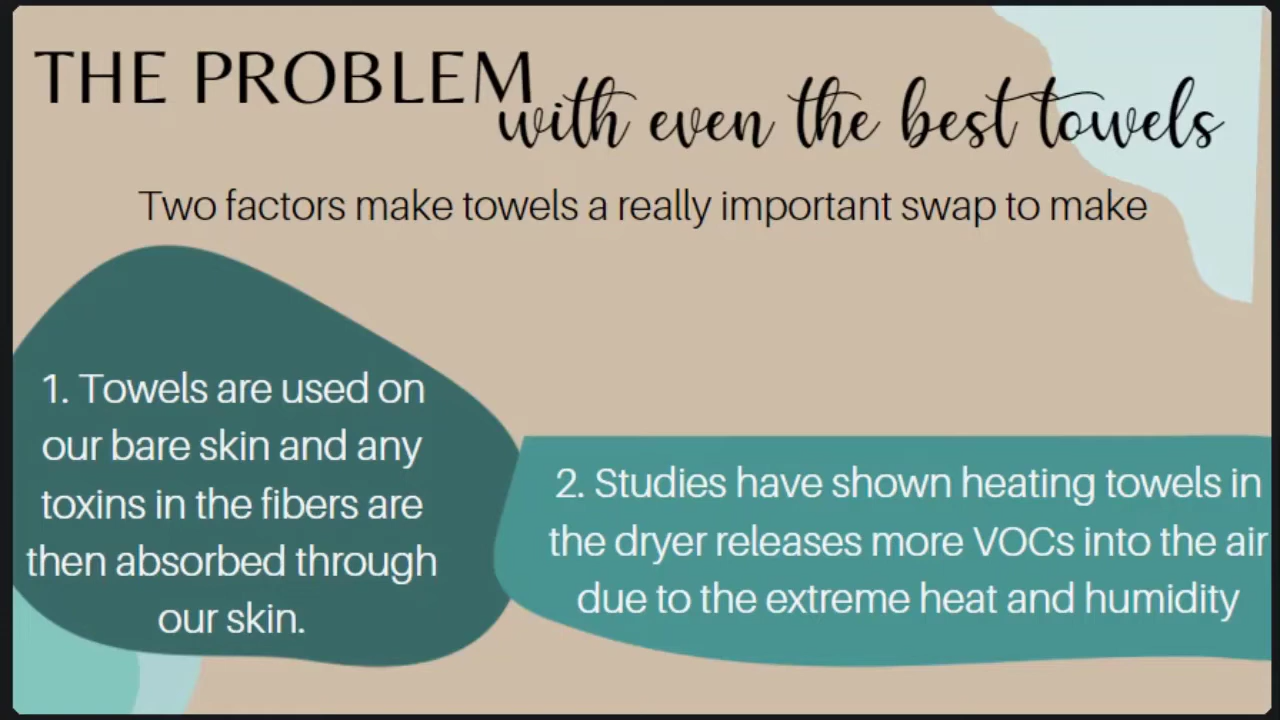 THE PROBLEM
with even the best towels
Two factors make towels a really important swap to make
1. Towels are used on
our bare skin and any
toxins in the fibers are
then absorbed through
our skin.
2. Studies have shown heating towels in
the dryer releases more VOCs into the air
due to the extreme heat and humidity